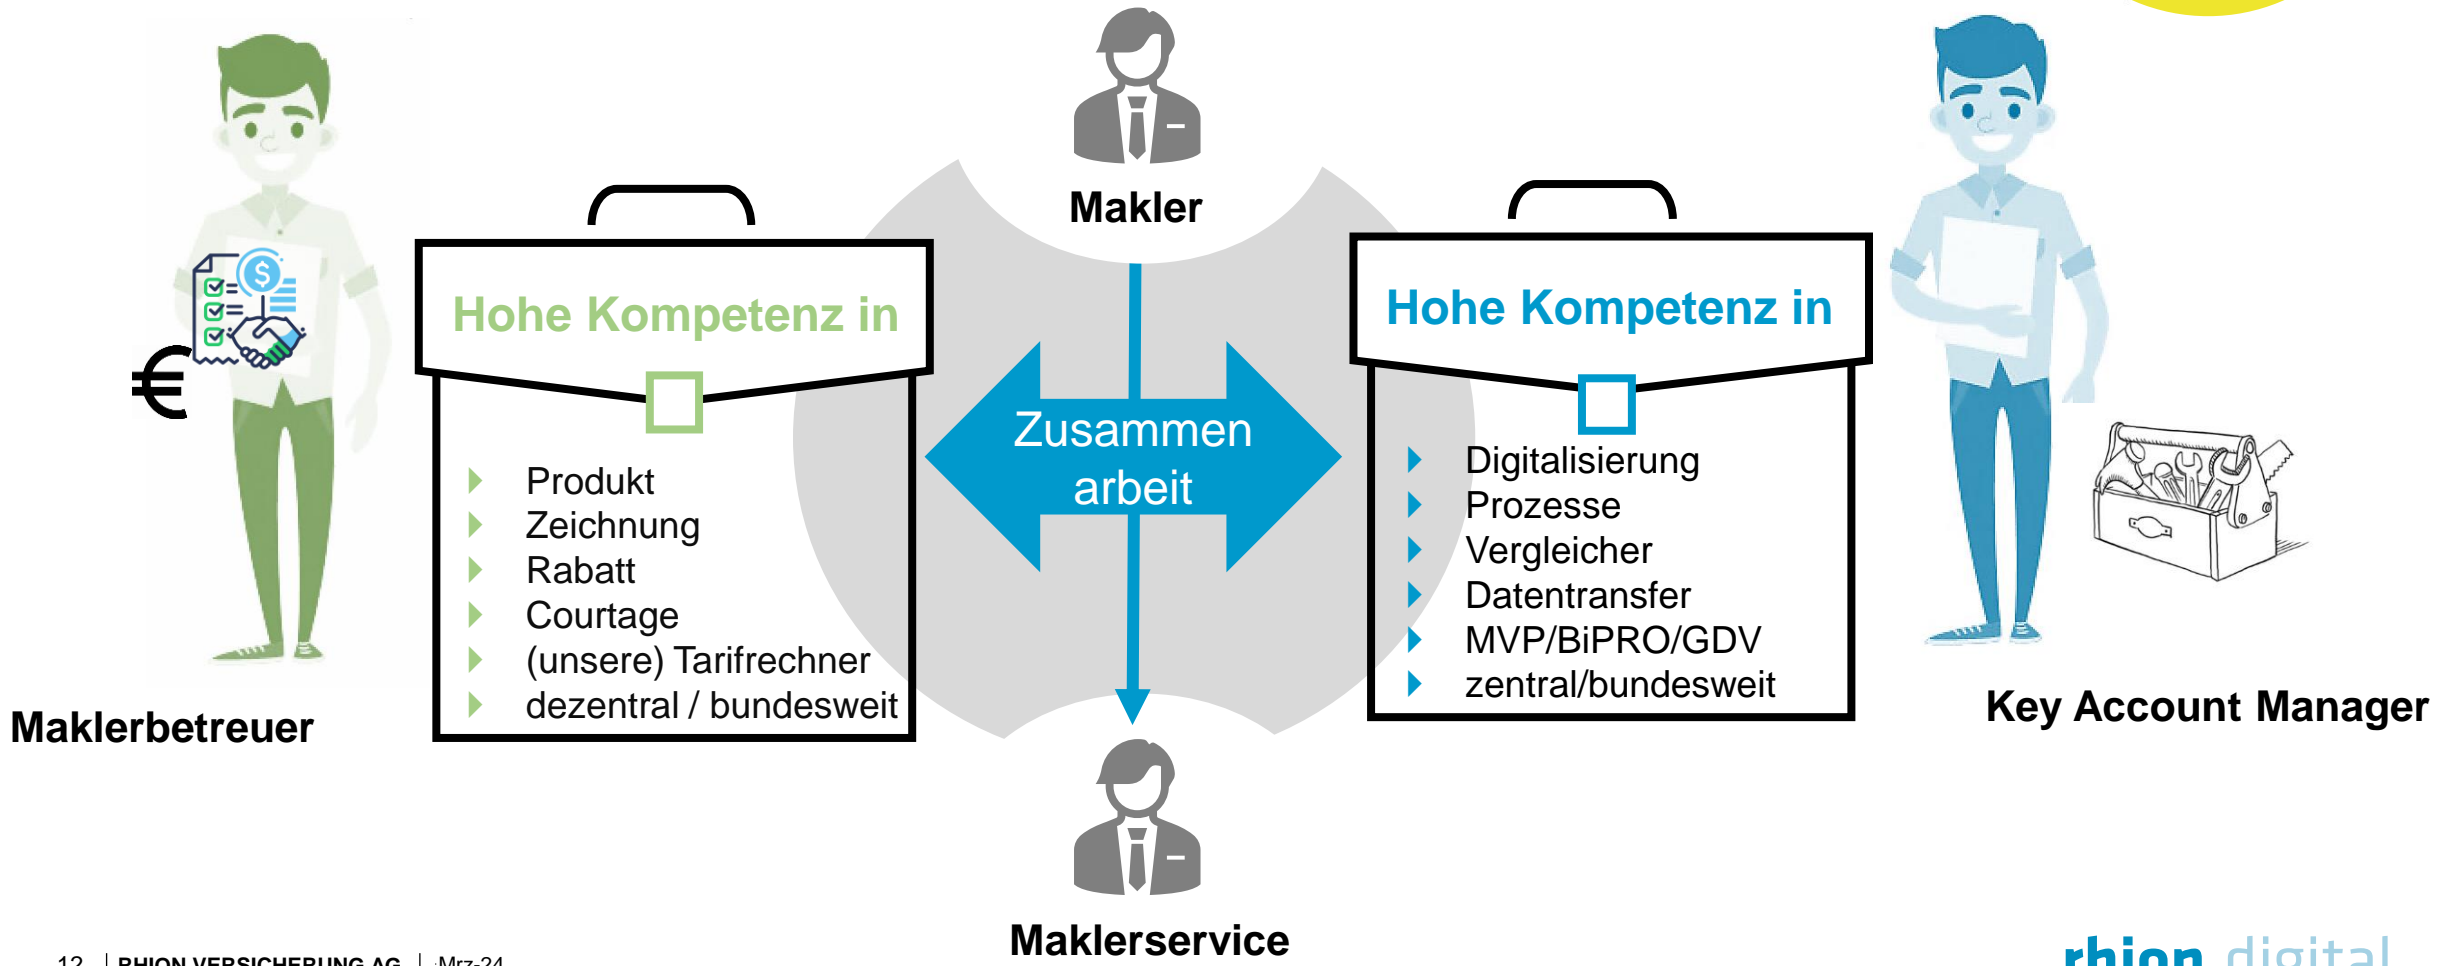 Makler
Hohe Kompetenz in
Produkt
Zeichnung
Rabatt
Courtage
(unsere) Tarifrechner
dezentral / bundesweit
Maklerbetreuer
€
$
Zusammen
arbeit
Hohe Kompetenz in
Digitalisierung
Prozesse
Vergleicher
Datentransfer
MVP/BiPRO/GDV
zentral/bundesweit
Key Account Manager
Maklerservice
12 | RHION VERSICHERUNG AG | Mrz-24
rhion digital